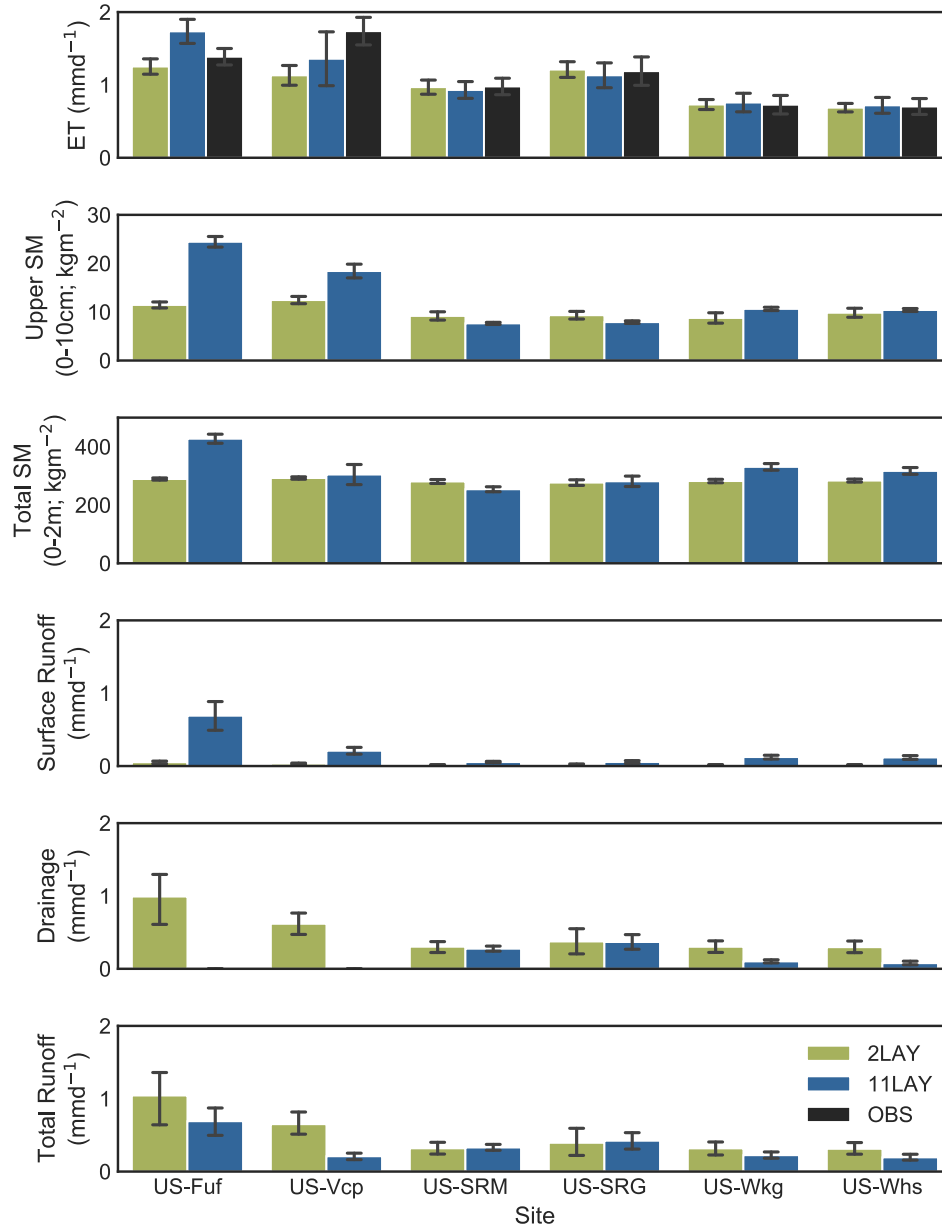 2
1
0
ET (mmd⁻¹)
30
20
10
0
Upper SM
(0-10cm; kgm⁻²)
400
200
0
Total SM
(0-2m; kgm⁻²)
2
1
0
Surface Runoff
(mmd⁻¹)
2
1
0
Drainage
(mmd⁻¹)
2
1
0
Total Runoff
(mmd⁻¹)
2LAY
11LAY
OBS
US-Fuf US-Vcp US-SRM US-SRG US-Wkg US-Whs
Site